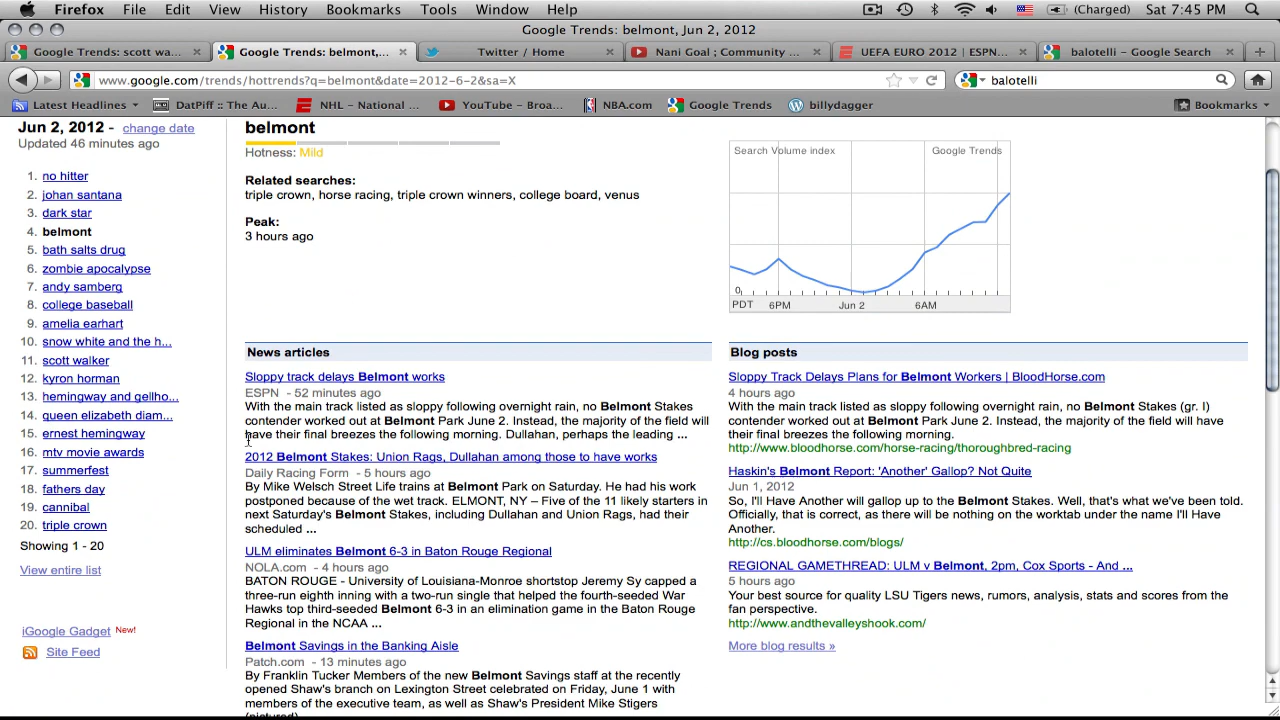 Firefox File Edit View History Bookmarks Tools Window Help (Charged) Sat 7:45 PM
Google Trends: belmont, Jun 2, 2012
Google Trends: scott wa... Google Trends: belmont,... Twitter / Home Nani Goal ; Community ... UEFA EURO 2012 | ESPN... balotelli - Google Search
www.google.com/trends/hottrends?q=belmont&date=2012-6-2&sa=X balotelli
Latest Headlines DatPiff :: The Au... NHL - National ... YouTube - Broa... NBA.com Google Trends billydagger Bookmarks
Jun 2, 2012 - change date
Updated 46 minutes ago
1. no hitter
2. johan santana
3. dark star
4. belmont
5. bath salts drug
6. zombie apocalypse
7. andy samberg
8. college baseball
9. amelia earhart
10. snow white and the h...
11. scott walker
12. kyron horman
13. hemingway and gellho...
14. queen elizabeth diam...
15. ernest hemingway
16. mtv movie awards
17. summerfest
18. fathers day
19. cannibal
20. triple crown
Showing 1 - 20
View entire list
iGoogle Gadget New!
Site Feed
belmont
Hotness: Mild
Related searches:
triple crown, horse racing, triple crown winners, college board, venus
Peak:
3 hours ago
Search Volume index Google Trends
0
PDT 6PM Jun 2 6AM
News articles
Sloppy track delays Belmont works
ESPN - 52 minutes ago
With the main track listed as sloppy following overnight rain, no Belmont Stakes
contender worked out at Belmont Park June 2. Instead, the majority of the field will
have their final breezes the following morning. Dullahan, perhaps the leading ...
2012 Belmont Stakes: Union Rags, Dullahan among those to have works
Daily Racing Form - 5 hours ago
By Mike Welsch Street Life trains at Belmont Park on Saturday. He had his work
postponed because of the wet track. ELMONT, NY – Five of the 11 likely starters in
next Saturday's Belmont Stakes, including Dullahan and Union Rags, had their
scheduled ...
ULM eliminates Belmont 6-3 in Baton Rouge Regional
NOLA.com - 4 hours ago
BATON ROUGE - University of Louisiana-Monroe shortstop Jeremy Sy capped a
three-run eighth inning with a two-run single that helped the fourth-seeded War
Hawks top third-seeded Belmont 6-3 in an elimination game in the Baton Rouge
Regional in the NCAA ...
Belmont Savings in the Banking Aisle
Patch.com - 13 minutes ago
By Franklin Tucker Members of the new Belmont Savings staff at the recently
opened Shaw's branch on Lexington Street celebrated on Friday, June 1 with
members of the executive team, as well as Shaw's President Mike Stigers
(pictured)
Blog posts
Sloppy Track Delays Plans for Belmont Workers | BloodHorse.com
4 hours ago
With the main track listed as sloppy following overnight rain, no Belmont Stakes (gr. I)
contender worked out at Belmont Park June 2. Instead, the majority of the field will have
their final breezes the following morning.
http://www.bloodhorse.com/horse-racing/thoroughbred-racing
Haskin's Belmont Report: 'Another' Gallop? Not Quite
Jun 1, 2012
So, I'll Have Another will gallop up to the Belmont Stakes. Well, that's what we've been told.
Officially, that is correct, as there will be nothing on the worktab under the name I'll Have
Another.
http://cs.bloodhorse.com/blogs/
REGIONAL GAMETHREAD: ULM v Belmont, 2pm, Cox Sports - And ...
5 hours ago
Your best source for quality LSU Tigers news, rumors, analysis, stats and scores from the
fan perspective.
http://www.andthevalleyshook.com/
More blog results »